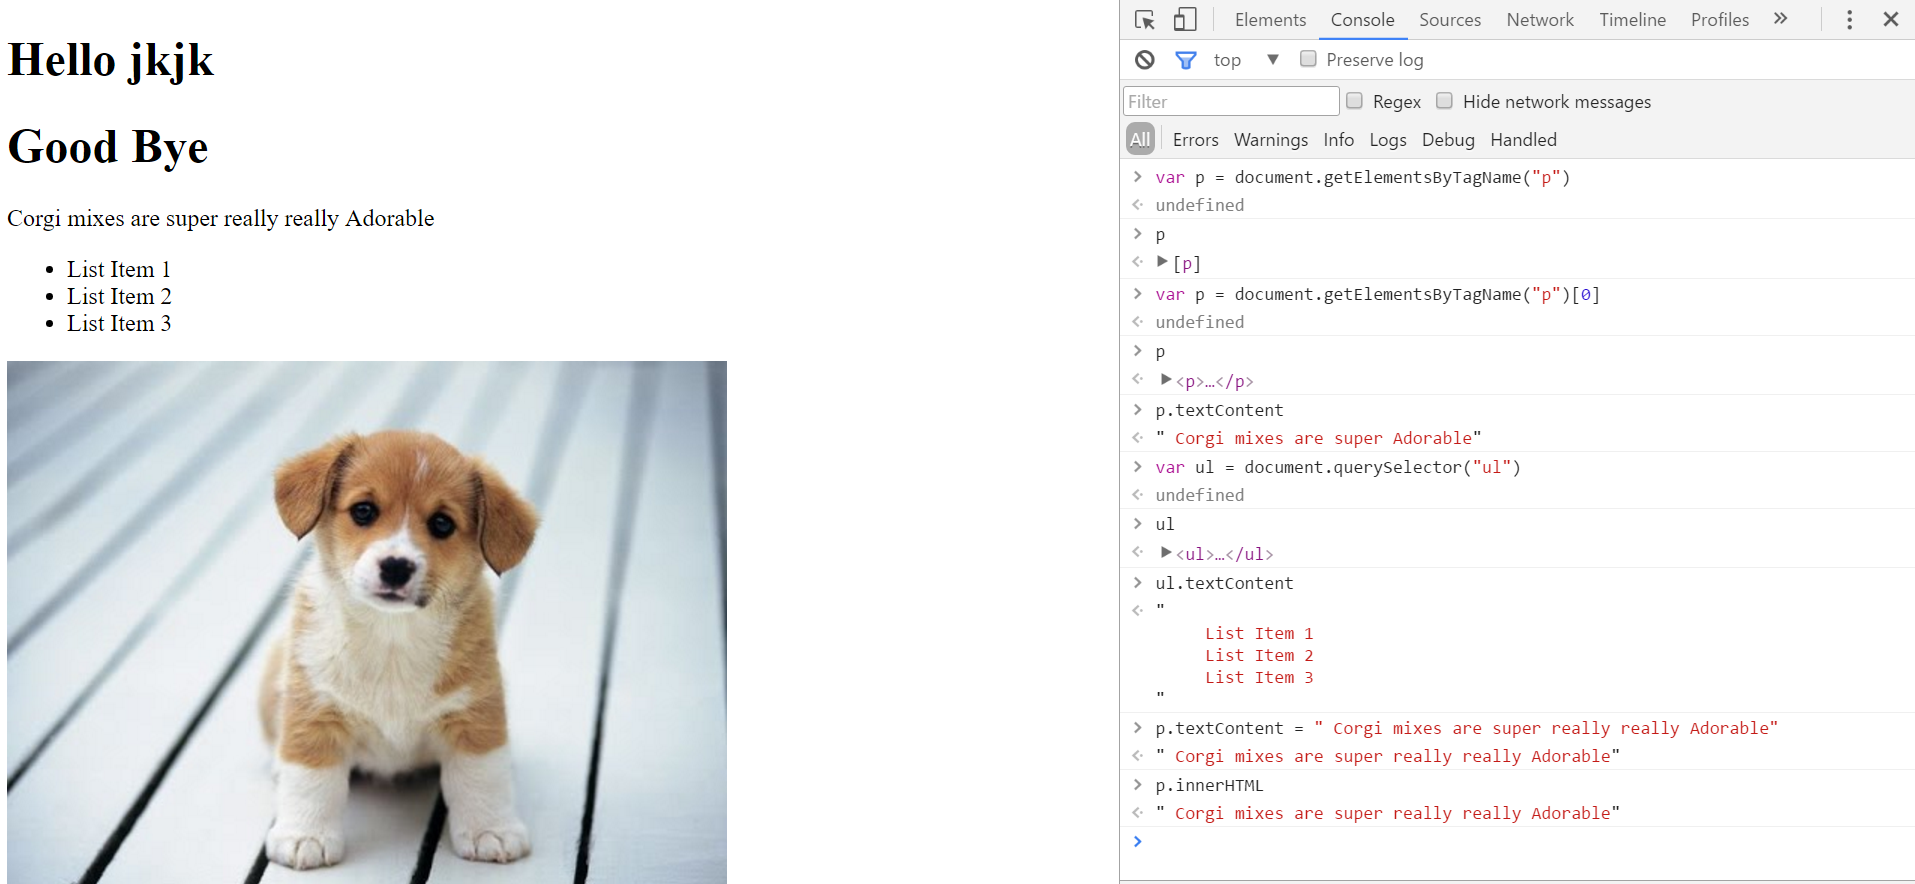 Hello jkjk
Good Bye
Corgi mixes are super really really Adorable
List Item 1
List Item 2
List Item 3
Elements Console Sources Network Timeline Profiles
top Preserve log
Filter Regex Hide network messages
All Errors Warnings Info Logs Debug Handled
var p = document.getElementsByTagName("p")
undefined
p
[p]
var p = document.getElementsByTagName("p")[0]
undefined
p
<p>…</p>
p.textContent
" Corgi mixes are super Adorable"
var ul = document.querySelector("ul")
undefined
ul
<ul>…</ul>
ul.textContent
"
List Item 1
List Item 2
List Item 3
"
p.textContent = " Corgi mixes are super really really Adorable"
" Corgi mixes are super really really Adorable"
p.innerHTML
" Corgi mixes are super really really Adorable"